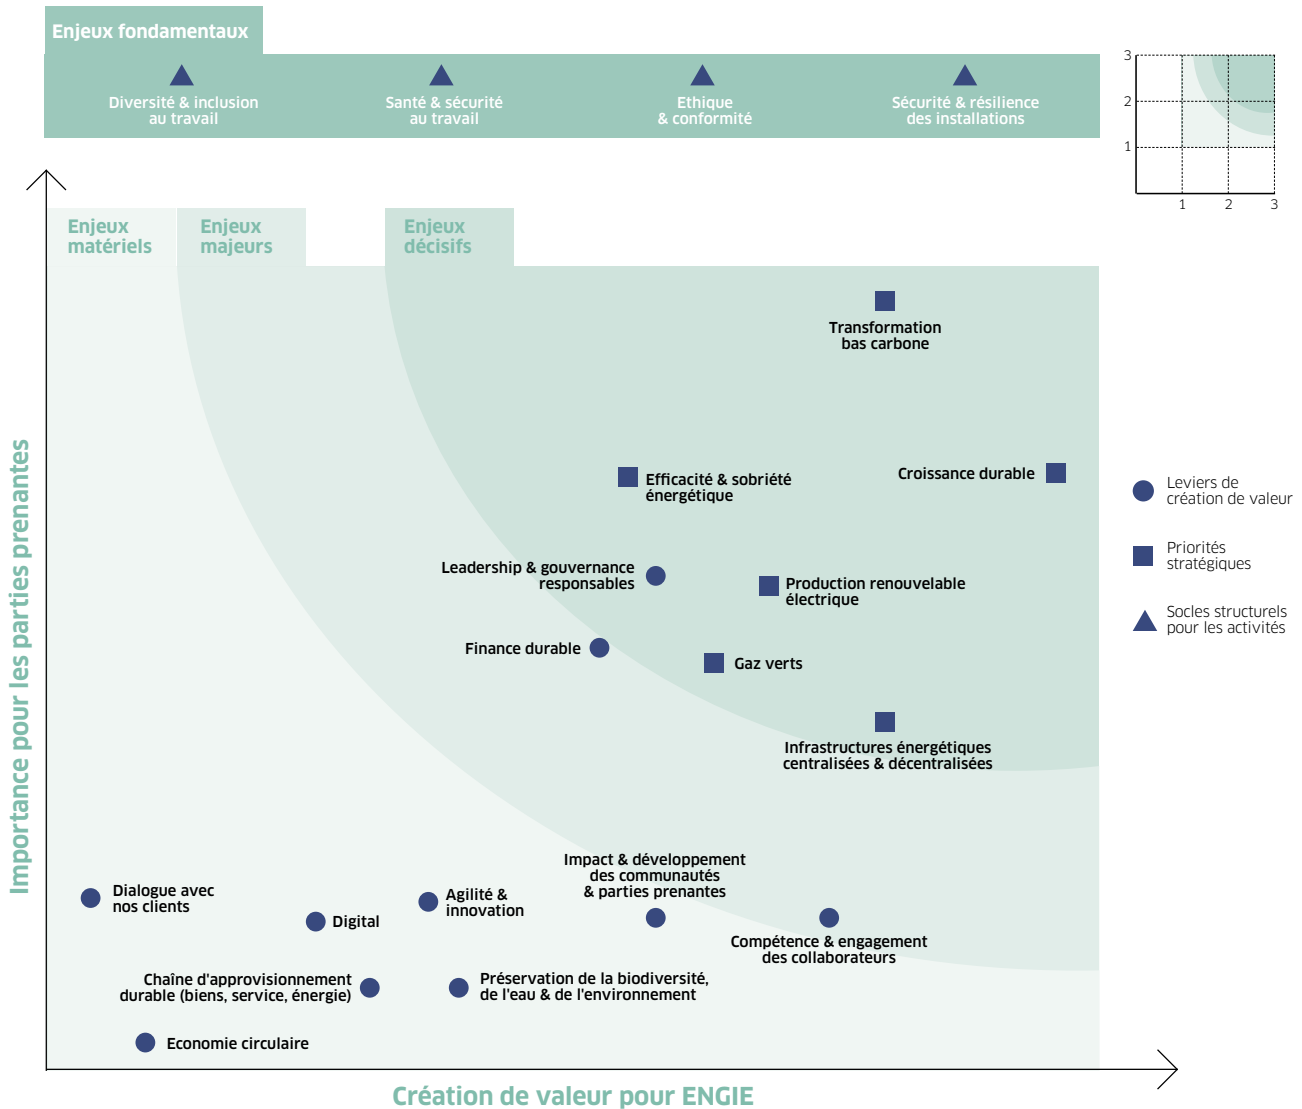 Enjeux fondamentaux
Diversité & inclusion
au travail
Santé & sécurité
au travail
Ethique
& conformité
Sécurité & résilience
des installations
3
2
1
1
2
3
Enjeux
matériels
Enjeux
majeurs
Enjeux
décisifs
Transformation
bas carbone
Efficacité & sobriété
énergétique
Croissance durable
Leadership & gouvernance
responsables
Production renouvelable
électrique
Finance durable
Gaz verts
Infrastructures énergétiques
centralisées & décentralisées
Impact & développement
des communautés
& parties prenantes
Dialogue avec
nos clients
Digital
Agilité &
innovation
Compétence & engagement
des collaborateurs
Chaîne d'approvisionnement
durable (biens, service, énergie)
Préservation de la biodiversité,
de l'eau & de l'environnement
Economie circulaire
Importance pour les parties prenantes
Création de valeur pour ENGIE
Leviers de
création de valeur
Priorités
stratégiques
Socles structurels
pour les activités